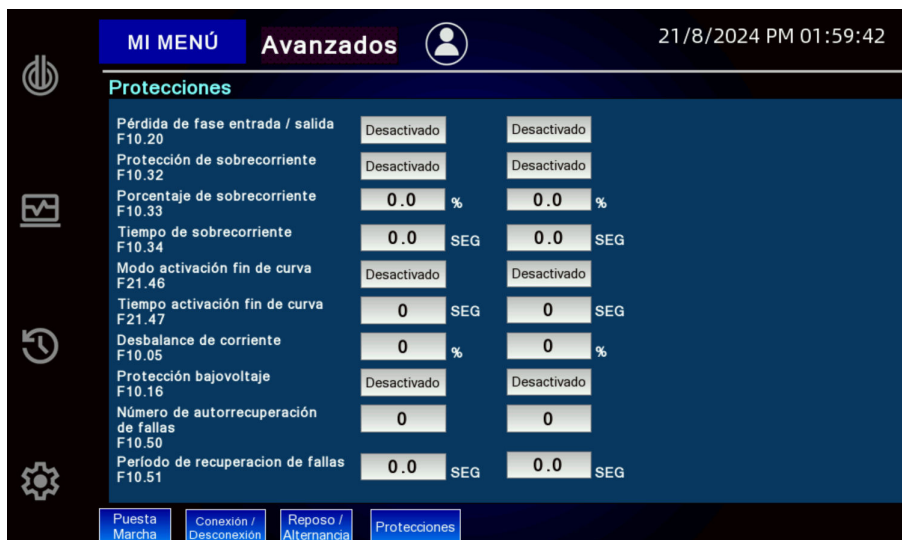 MI MENÚ Avanzados 21/8/2024 PM 01:59:42
Protecciones
Pérdida de fase entrada / salida
F10.20 Desactivado Desactivado
Protección de sobrecorriente
F10.32 Desactivado Desactivado
Porcentaje de sobrecorriente
F10.33 0.0 % 0.0 %
Tiempo de sobrecorriente
F10.34 0.0 SEG 0.0 SEG
Modo activación fin de curva
F21.46 Desactivado Desactivado
Tiempo activación fin de curva
F21.47 0 SEG 0 SEG
Desbalance de corriente
F10.05 0 % 0 %
Protección bajovoltaje
F10.16 Desactivado Desactivado
Número de autorrecuperación
de fallas 0 0
F10.50
Período de recuperacion de fallas
F10.51 0.0 SEG 0.0 SEG
Puesta Conexión / Reposo / Protecciones
Marcha Desconexión Alternancia